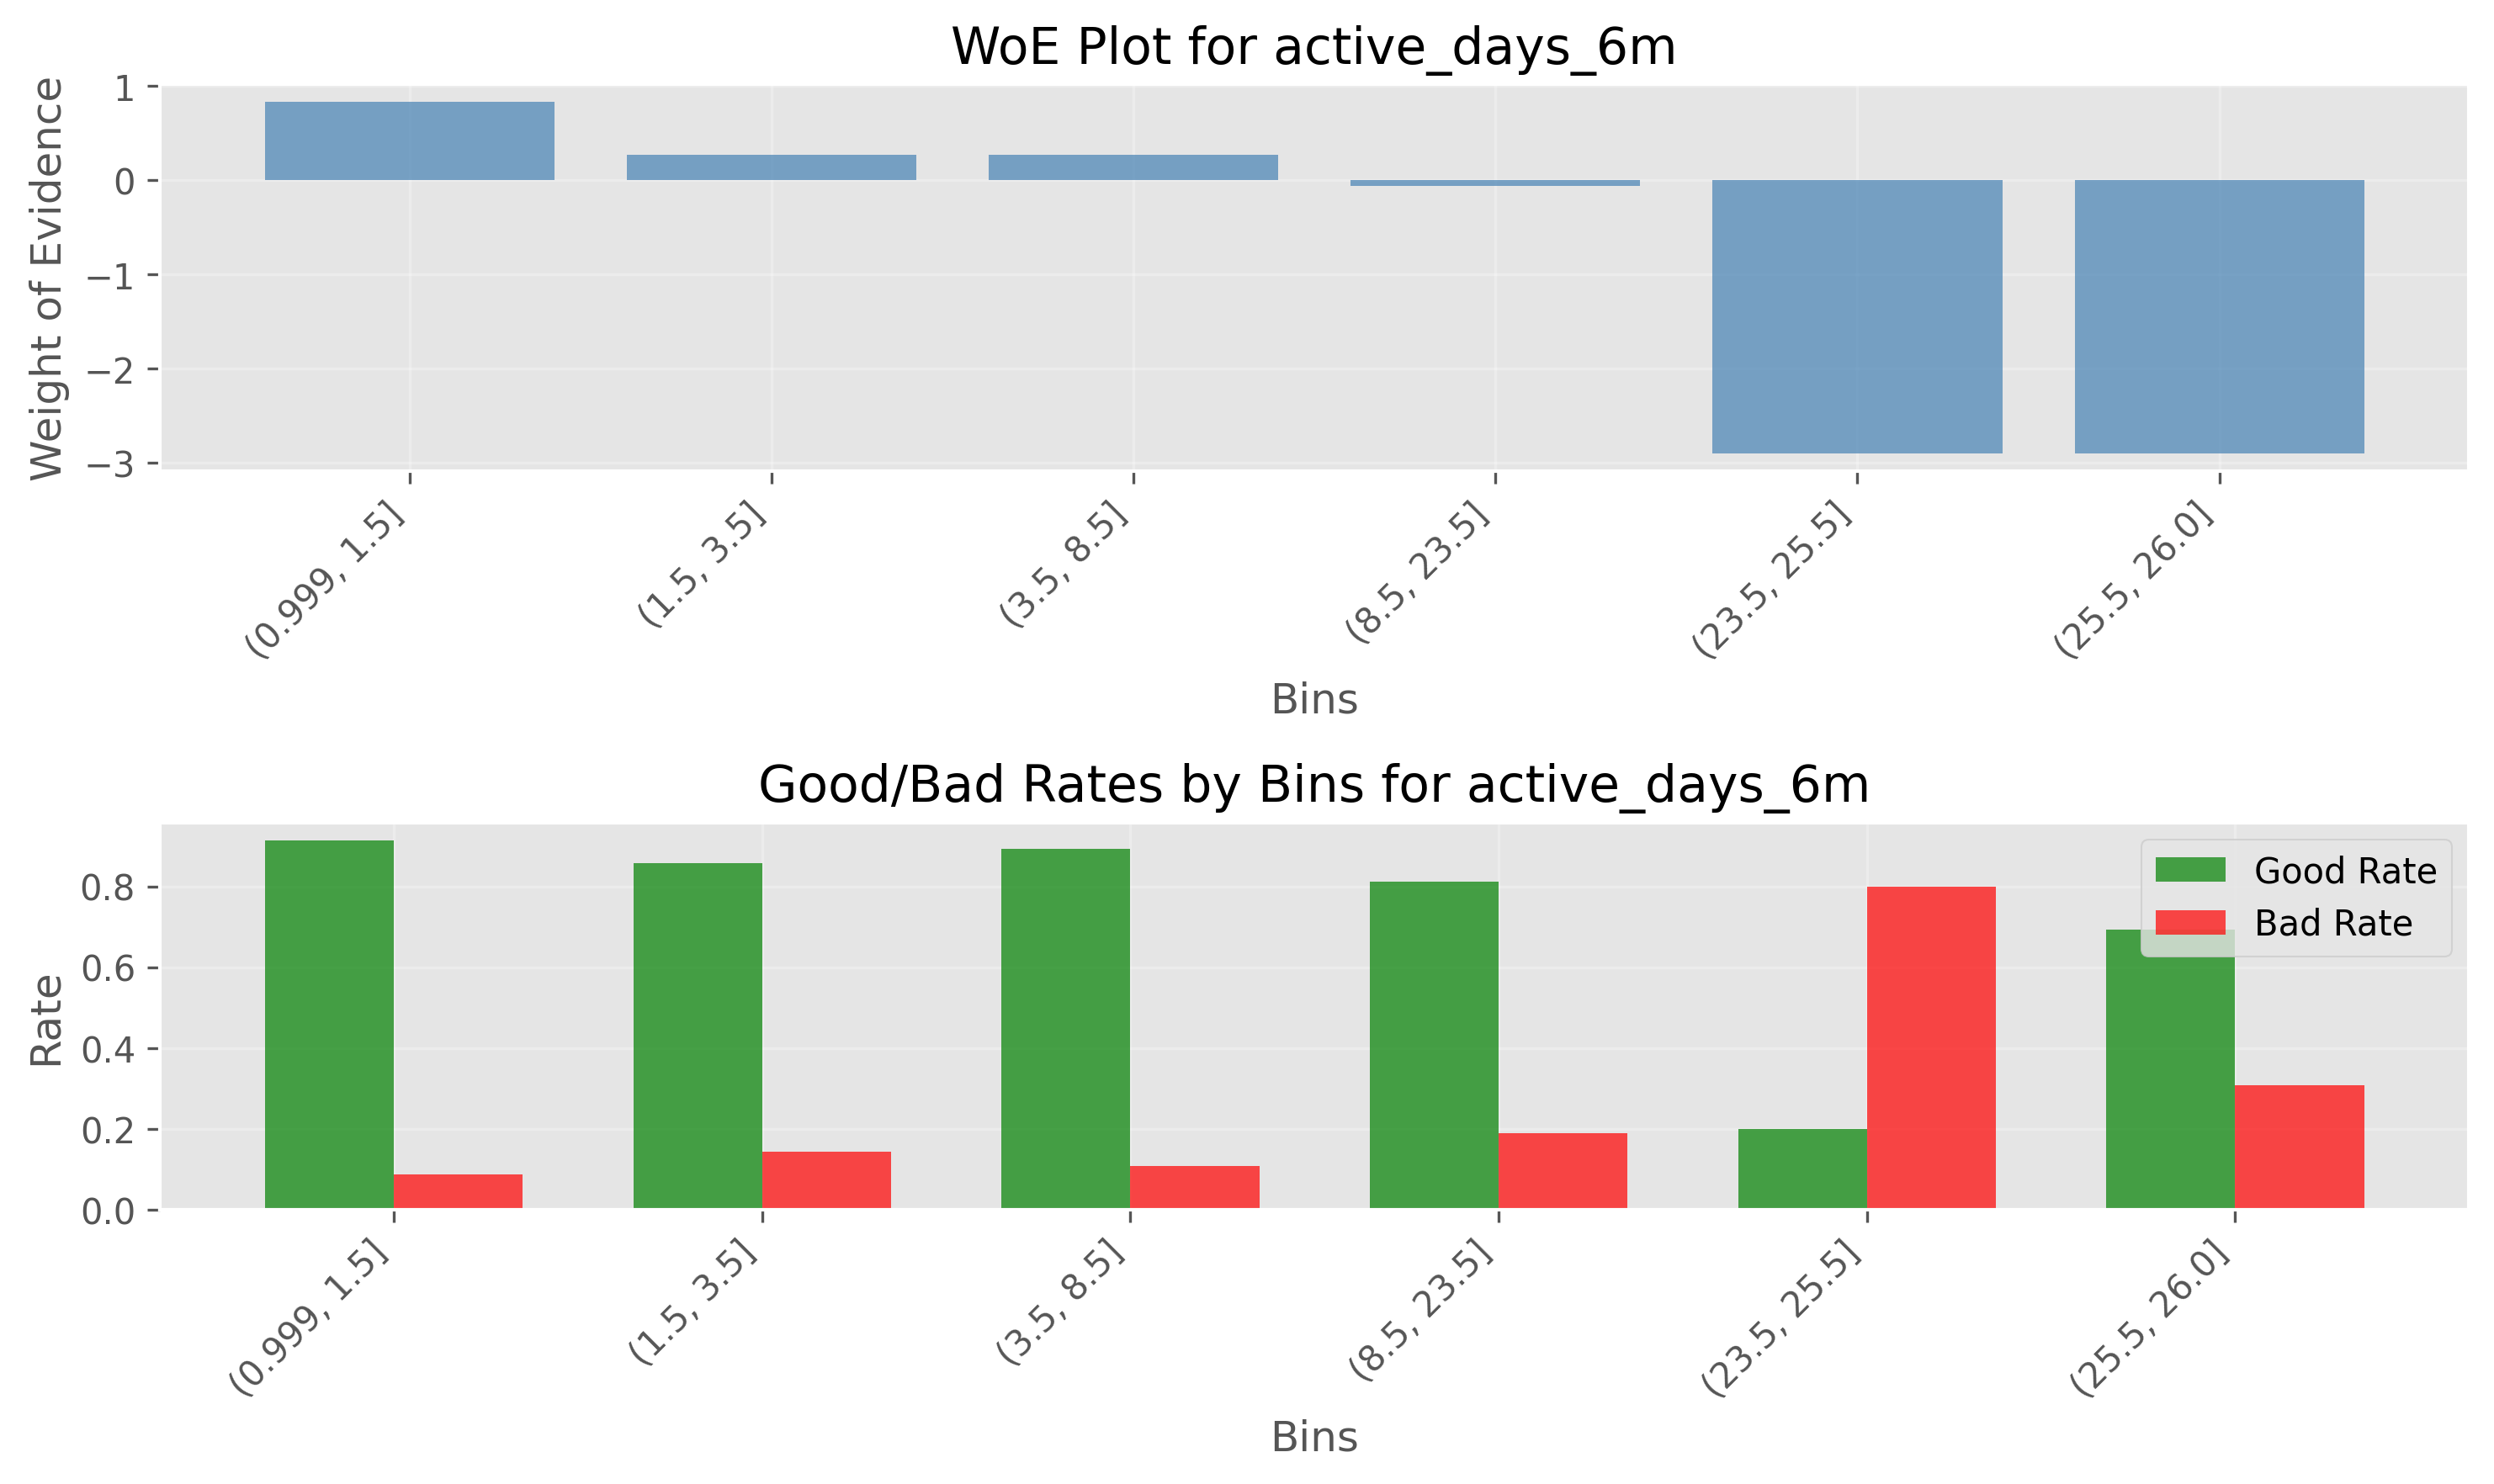 WoE Plot for active_days_6m
Weight of Evidence
1
0
−1
−2
−3
(0.999, 1.5]
(1.5, 3.5]
(3.5, 8.5]
(8.5, 23.5]
(23.5, 25.5]
(25.5, 26.0]
Bins
Good/Bad Rates by Bins for active_days_6m
Rate
0.8
0.6
0.4
0.2
0.0
Good Rate
Bad Rate
(0.999, 1.5]
(1.5, 3.5]
(3.5, 8.5]
(8.5, 23.5]
(23.5, 25.5]
(25.5, 26.0]
Bins